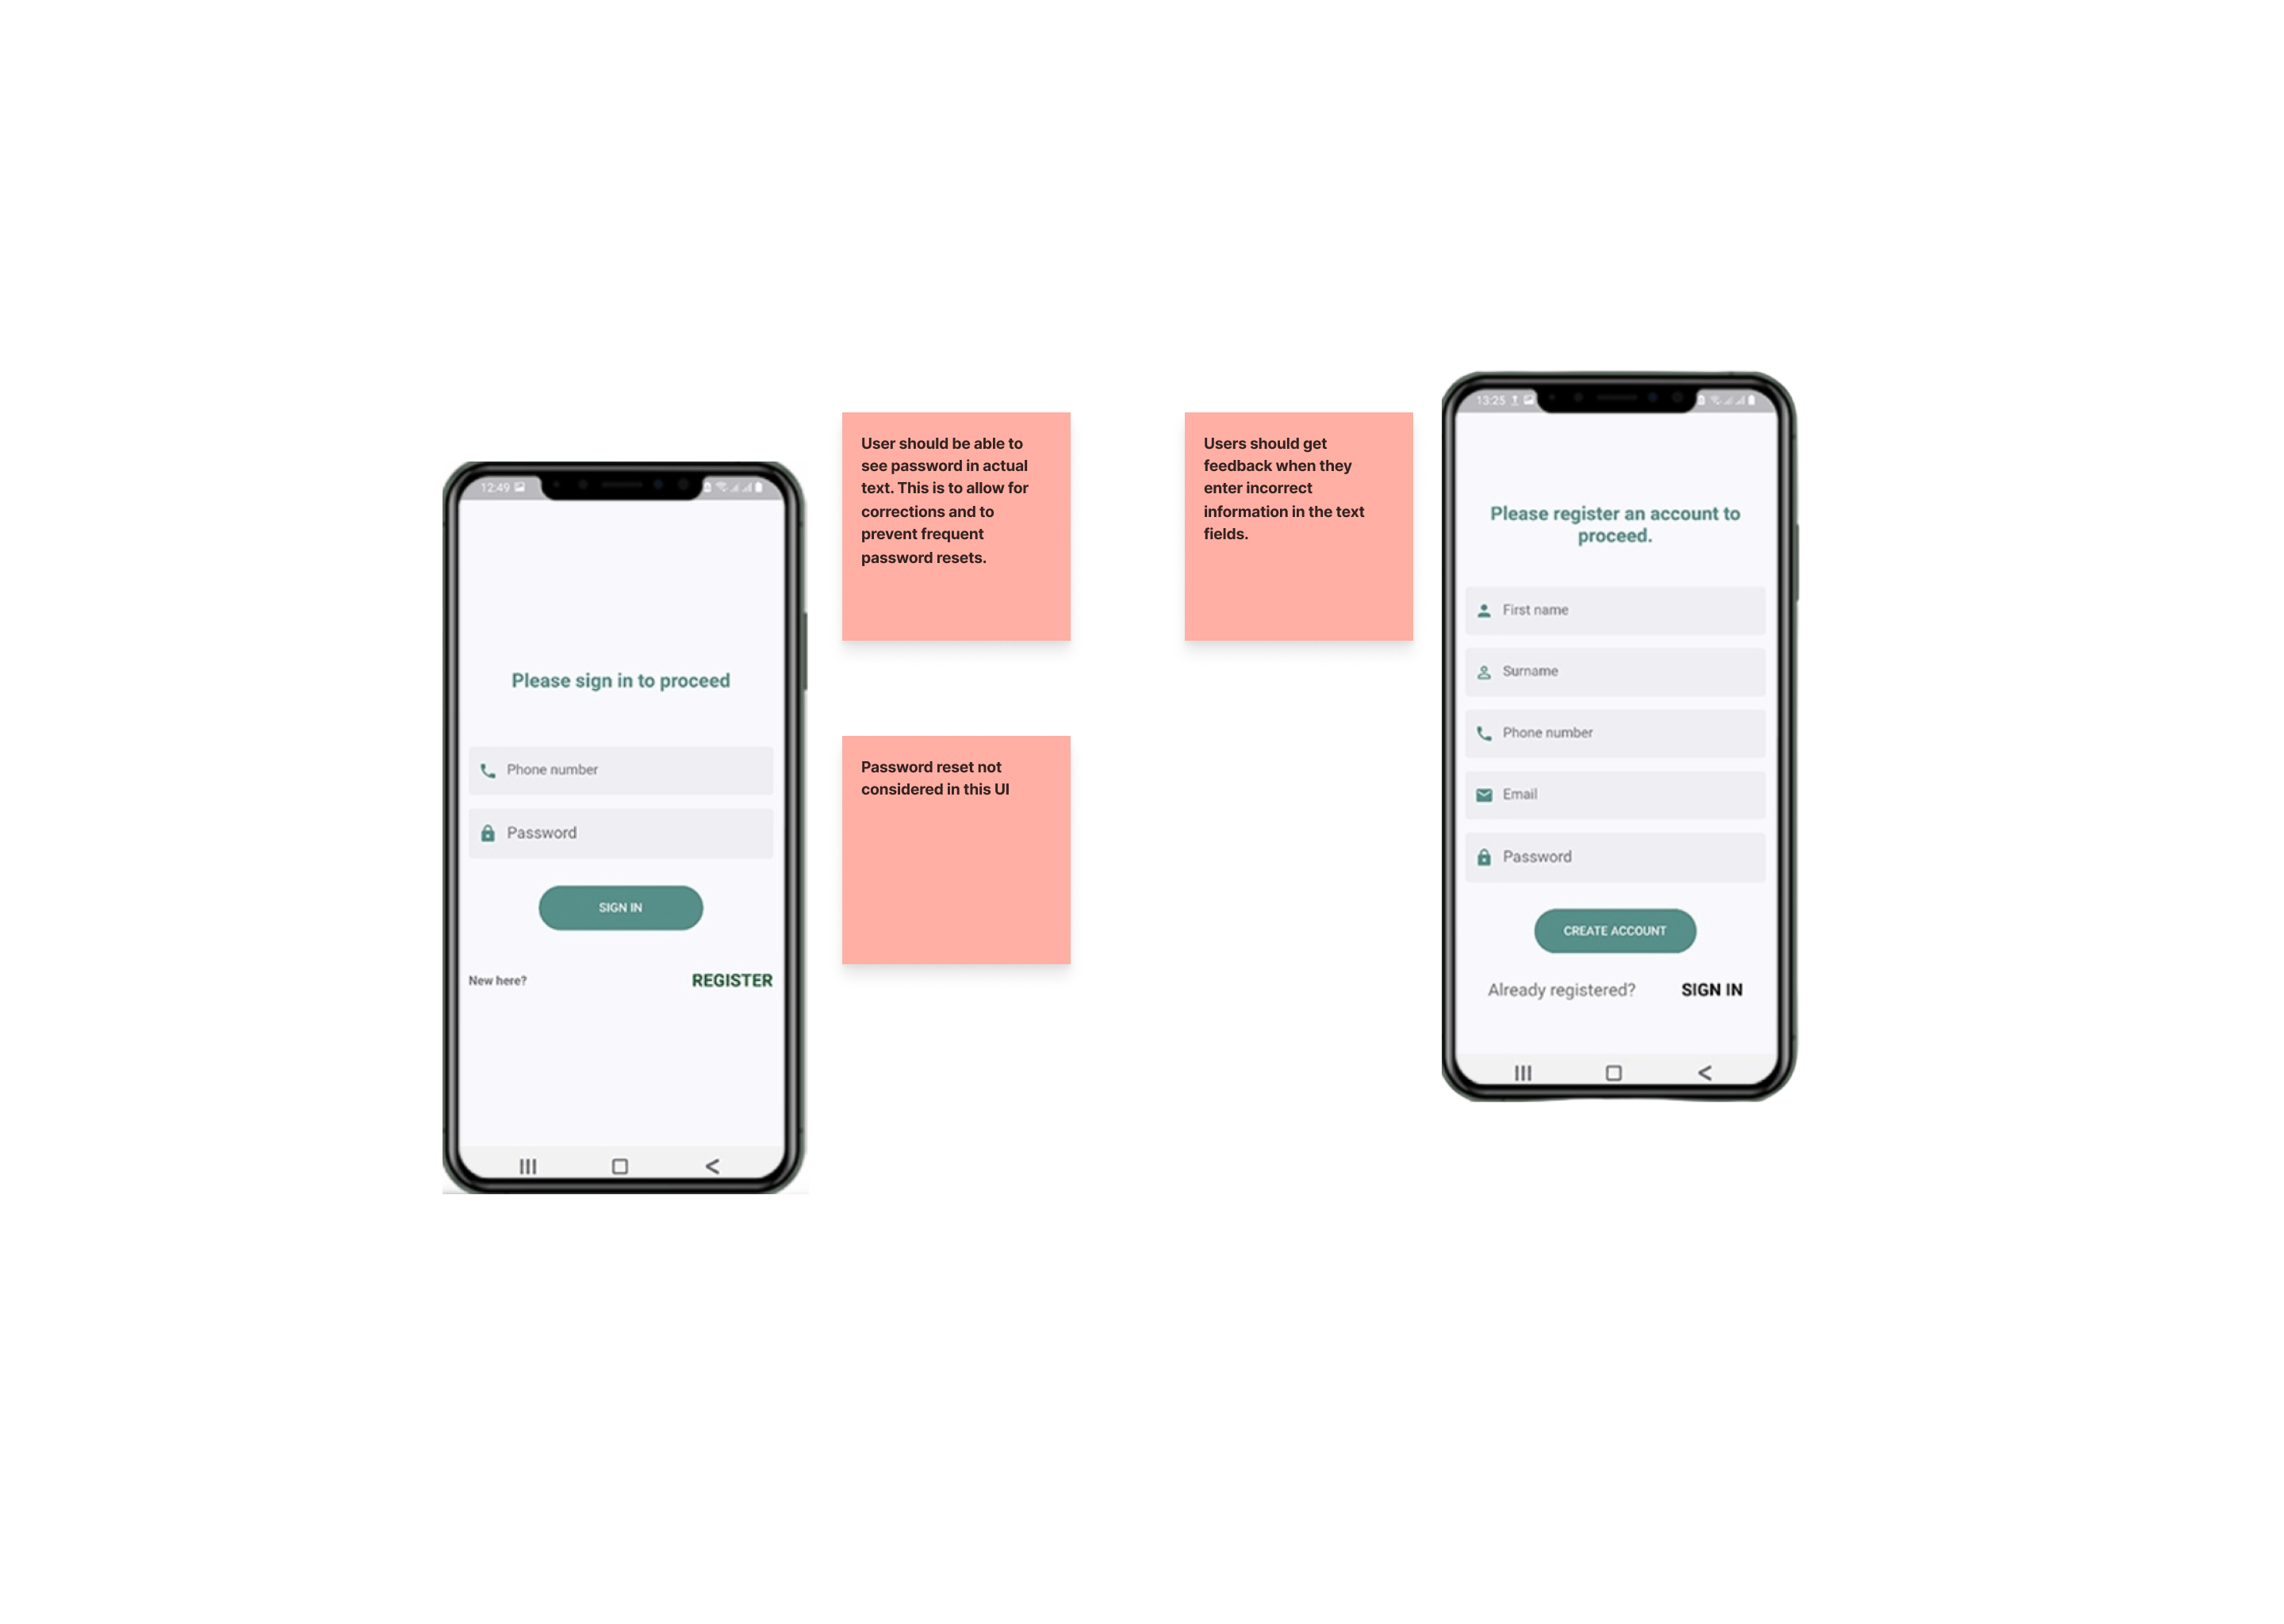 12:49
Please sign in to proceed
Phone number
Password
SIGN IN
New here?
REGISTER
User should be able to
see password in actual
text. This is to allow for
corrections and to
prevent frequent
password resets.
Password reset not
considered in this UI
Users should get
feedback when they
enter incorrect
information in the text
fields.
13:25
Please register an account to
proceed.
First name
Surname
Phone number
Email
Password
CREATE ACCOUNT
Already registered?
SIGN IN